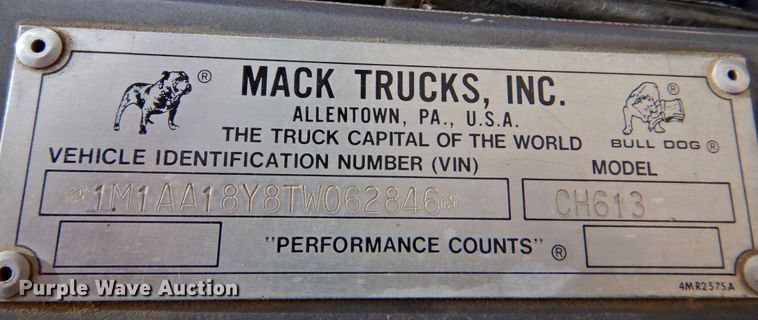 MACK TRUCKS, INC.
ALLENTOWN, PA., U.S.A.
THE TRUCK CAPITAL OF THE WORLD
®
BULL DOG ®
VEHICLE IDENTIFICATION NUMBER (VIN)
MODEL
*1M1AA18Y8TW062846*
CH613
"PERFORMANCE COUNTS" ®
4MR2575A
Purple Wave Auction